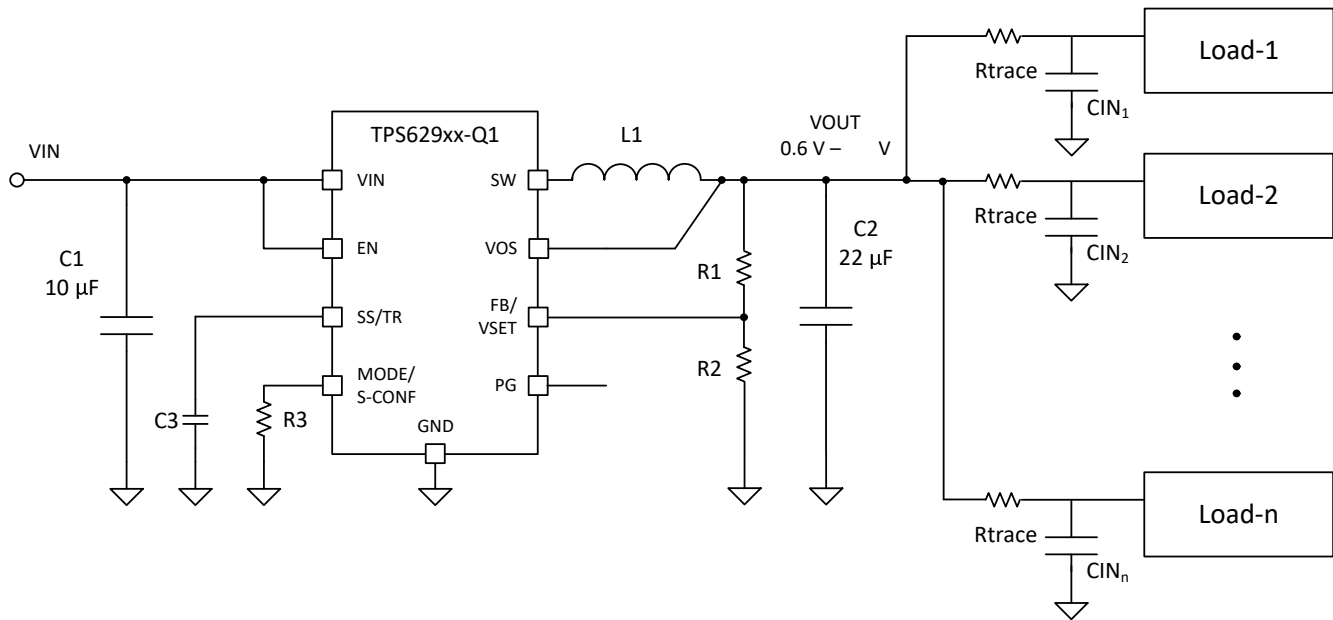 VIN
C1
10 µF
C3
R3
TPS629xx-Q1
VIN
EN
SS/TR
MODE/
S-CONF
GND
SW
VOS
FB/
VSET
PG
L1
R1
R2
VOUT
0.6 V – V
C2
22 µF
Rtrace
CIN₁
Load-1
Rtrace
CIN₂
Load-2
Rtrace
CINₙ
Load-n